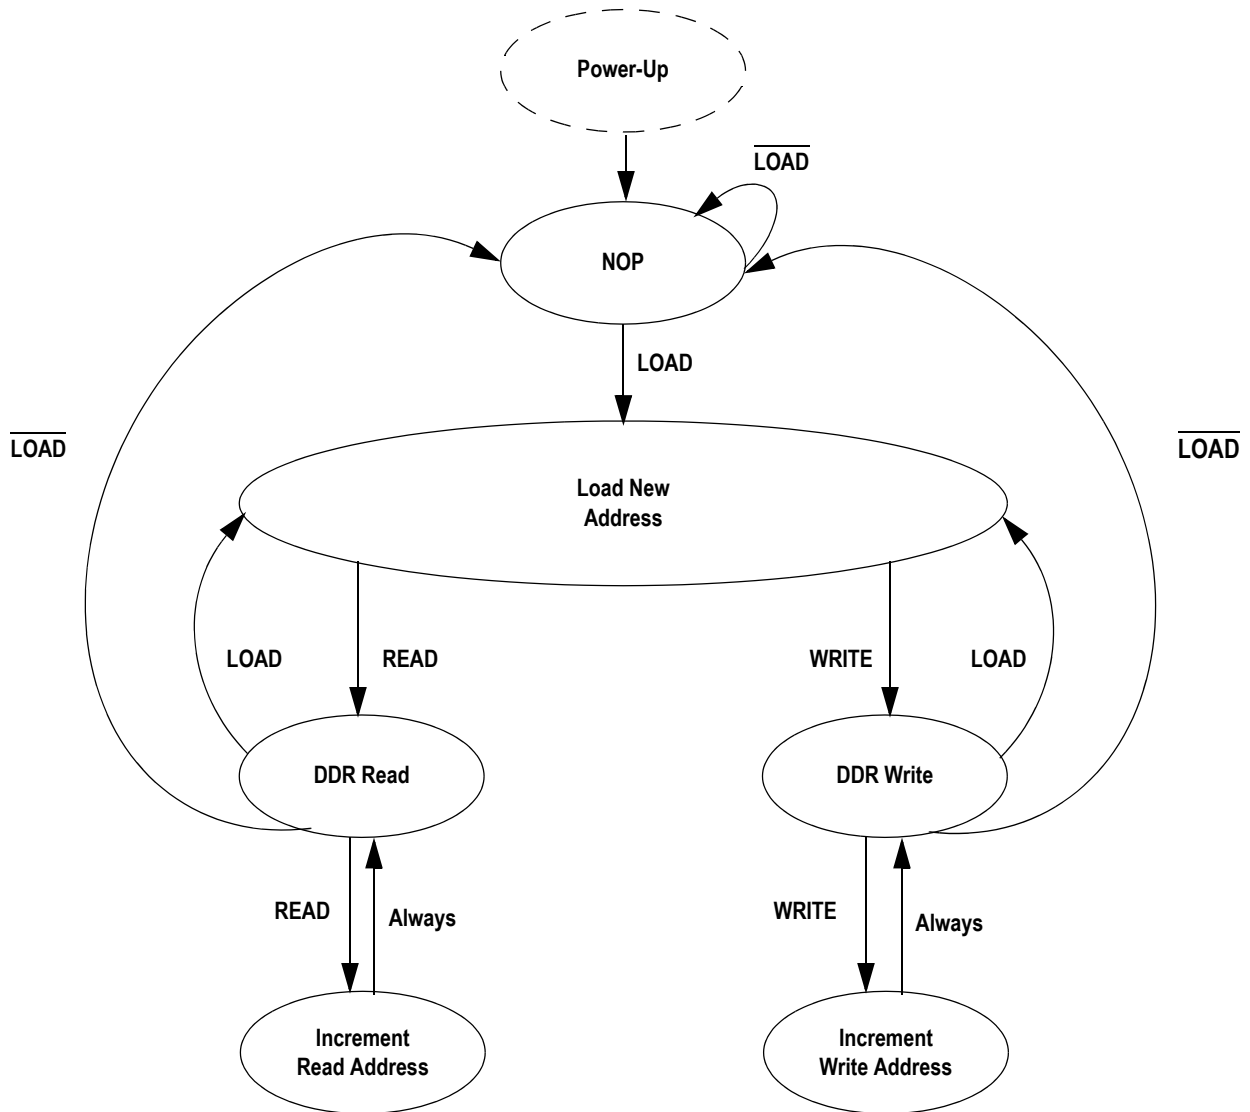 Power-Up
LOAD
NOP
LOAD
LOAD
LOAD
Load New
Address
LOAD
READ
WRITE
LOAD
DDR Read
DDR Write
READ
Always
WRITE
Always
Increment
Read Address
Increment
Write Address